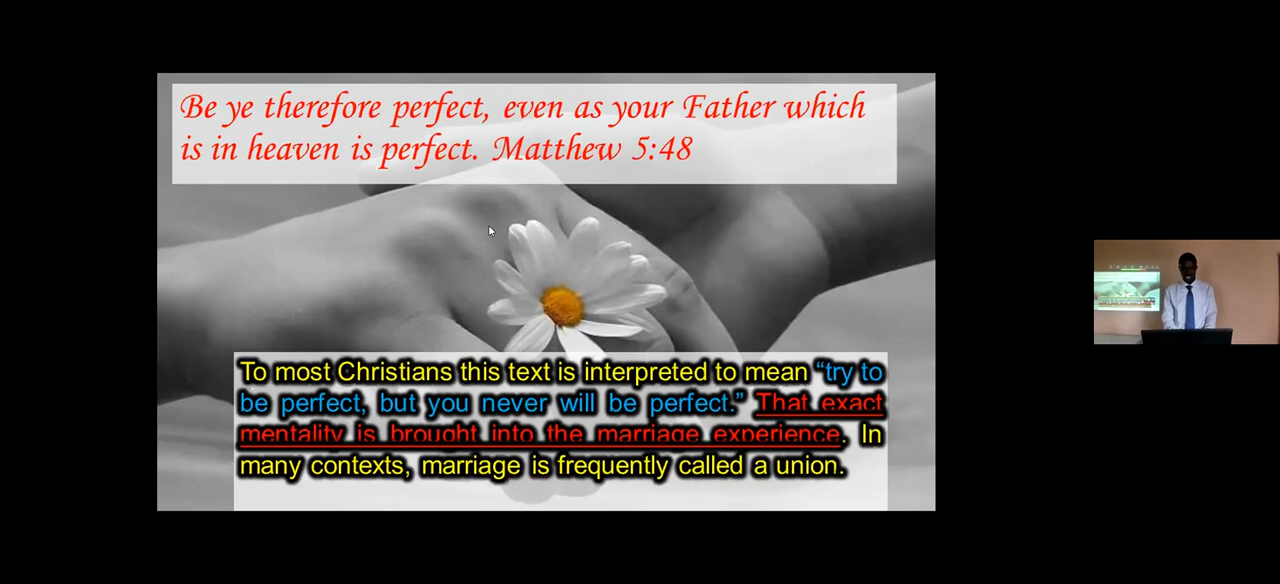 Be ye therefore perfect, even as your Father which
is in heaven is perfect. Matthew 5:48
To most Christians this text is interpreted to mean “try to
be perfect, but you never will be perfect.” That exact
mentality is brought into the marriage experience. In
many contexts, marriage is frequently called a union.